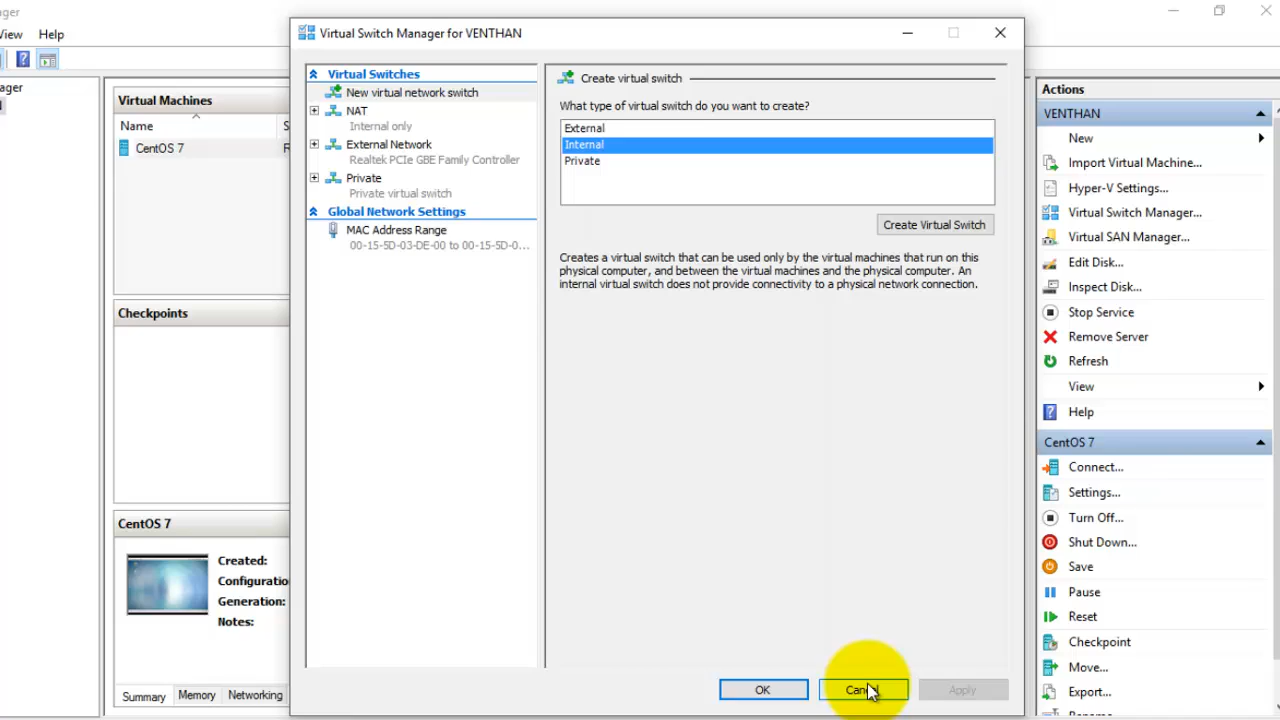 ger
View Help
ager
Virtual Machines
Name
CentOS 7
Checkpoints
CentOS 7
Created:
Configuratio
Generation:
Notes:
Summary Memory Networking
Virtual Switch Manager for VENTHAN
Virtual Switches
New virtual network switch
NAT
Internal only
External Network
Realtek PCIe GBE Family Controller
Private
Private virtual switch
Global Network Settings
MAC Address Range
00-15-5D-03-DE-00 to 00-15-5D-0...
Create virtual switch
What type of virtual switch do you want to create?
External
Internal
Private
Create Virtual Switch
Creates a virtual switch that can be used only by the virtual machines that run on this
physical computer, and between the virtual machines and the physical computer. An
internal virtual switch does not provide connectivity to a physical network connection.
OK Cancel Apply
Actions
VENTHAN
New
Import Virtual Machine...
Hyper-V Settings...
Virtual Switch Manager...
Virtual SAN Manager...
Edit Disk...
Inspect Disk...
Stop Service
Remove Server
Refresh
View
Help
CentOS 7
Connect...
Settings...
Turn Off...
Shut Down...
Save
Pause
Reset
Checkpoint
Move...
Export...